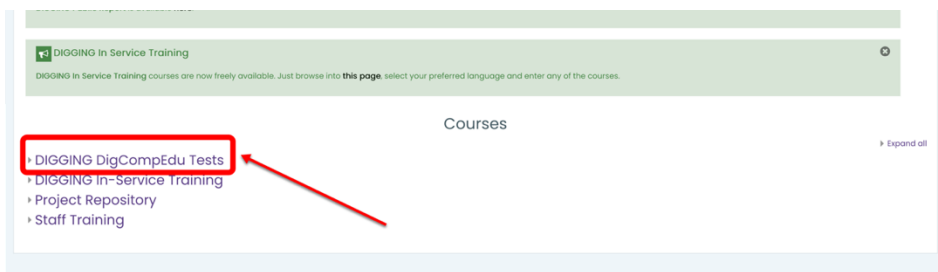 DIGGING In Service Training
DIGGING In Service Training courses are now freely available. Just browse into this page, select your preferred language and enter any of the courses.
Courses
Expand all
DIGGING DigCompEdu Tests
DIGGING In-Service Training
Project Repository
Staff Training